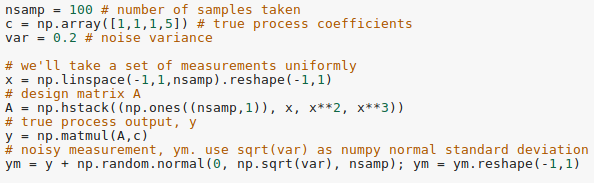 nsamp = 100 # number of samples taken
c = np.array([1,1,1,5]) # true process coefficients
var = 0.2 # noise variance
# we'll take a set of measurements uniformly
x = np.linspace(-1,1,nsamp).reshape(-1,1)
# design matrix A
A = np.hstack((np.ones((nsamp,1)), x, x**2, x**3))
# true process output, y
y = np.matmul(A,c)
# noisy measurement, ym. use sqrt(var) as numpy normal standard deviation
ym = y + np.random.normal(0, np.sqrt(var), nsamp); ym = ym.reshape(-1,1)